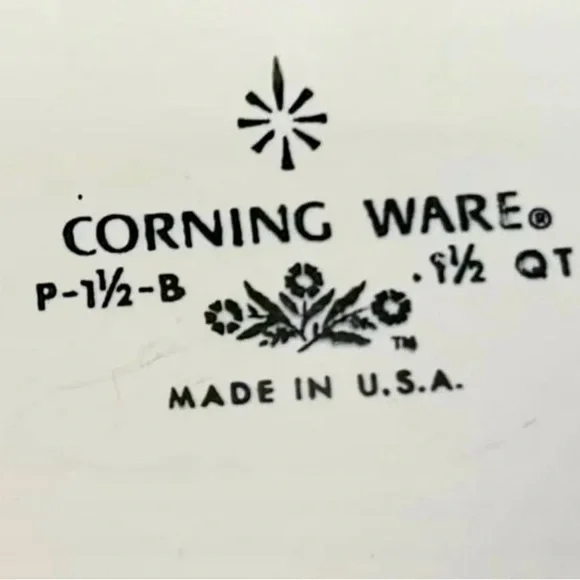 CORNING WARE®
P-1½-B . 1½ QT
TM
MADE IN U.S.A.